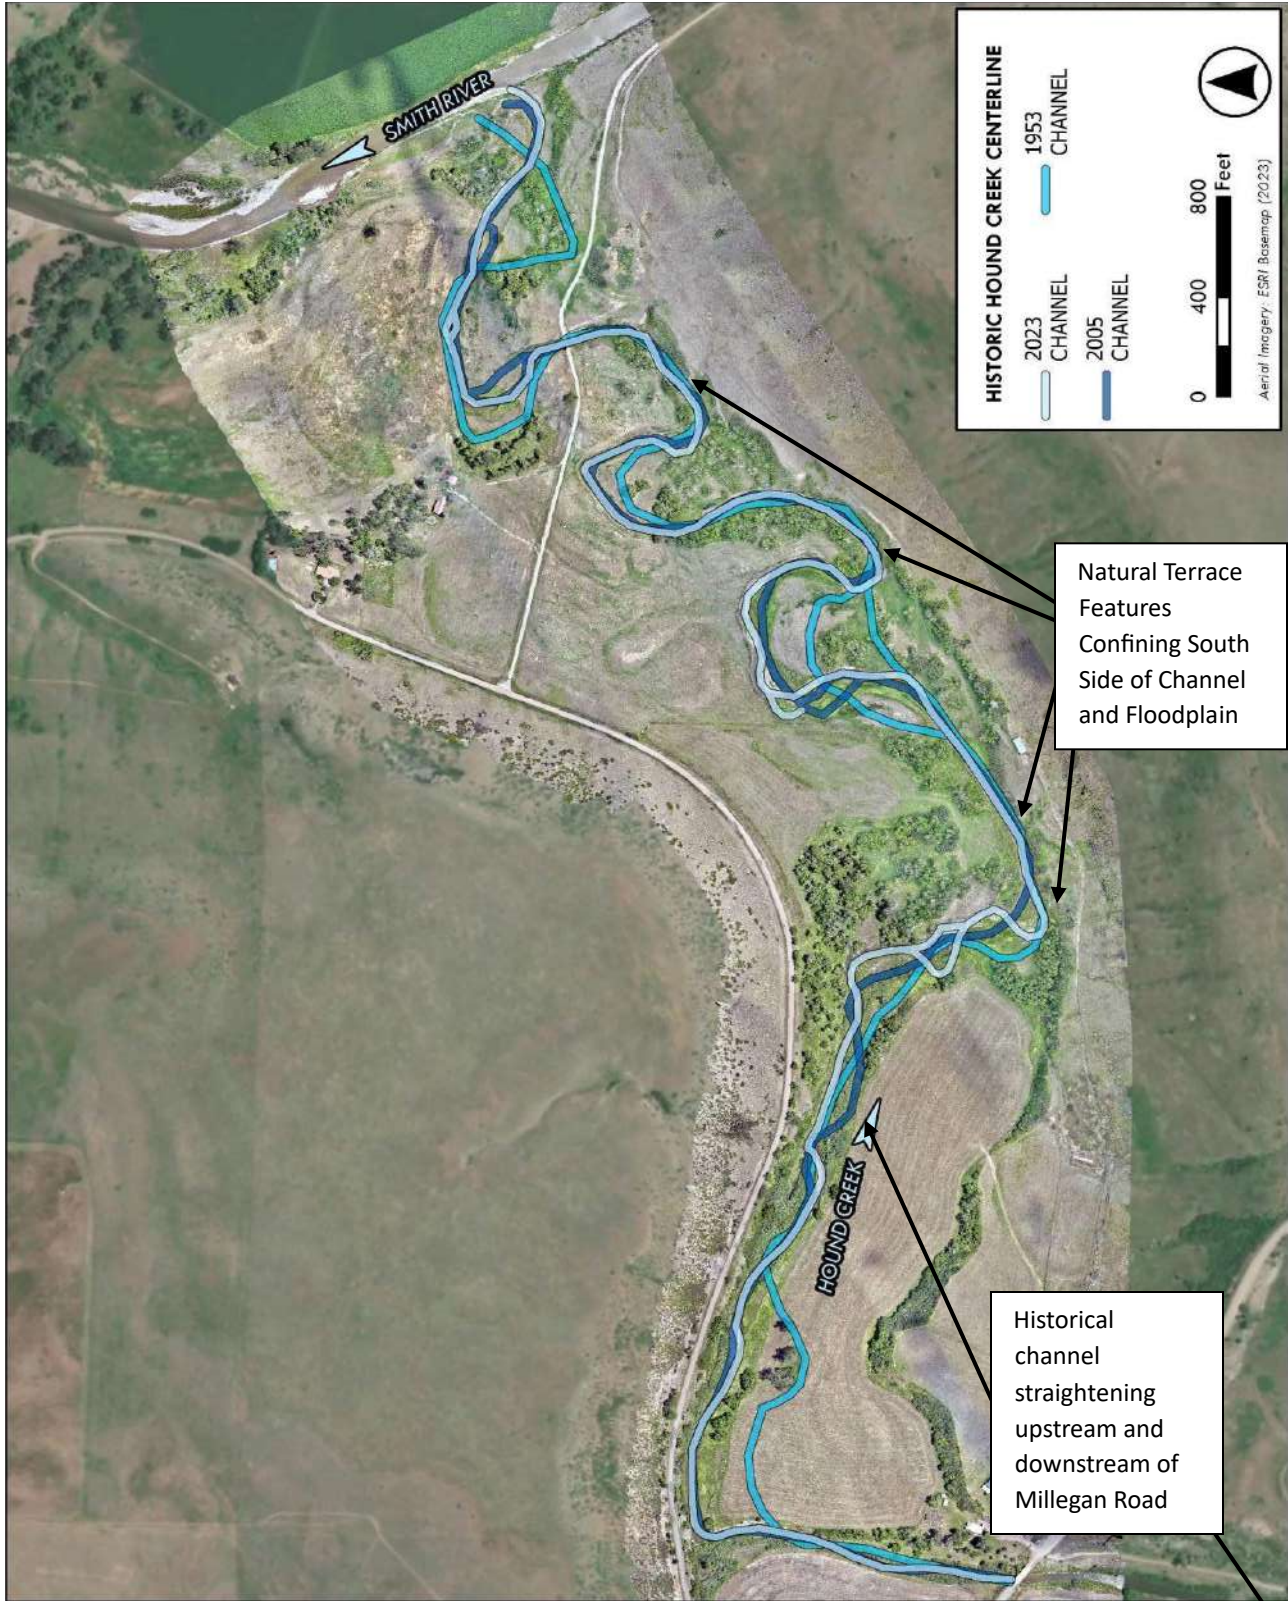 SMITH RIVER
HISTORIC HOUND CREEK CENTERLINE
2023
CHANNEL
2005
CHANNEL
1953
CHANNEL
0 400 800
Feet
Aerial Imagery: ESRI Basemap (2023)
Natural Terrace
Features
Confining South
Side of Channel
and Floodplain
HOUND CREEK
Historical
channel
straightening
upstream and
downstream of
Millegan Road